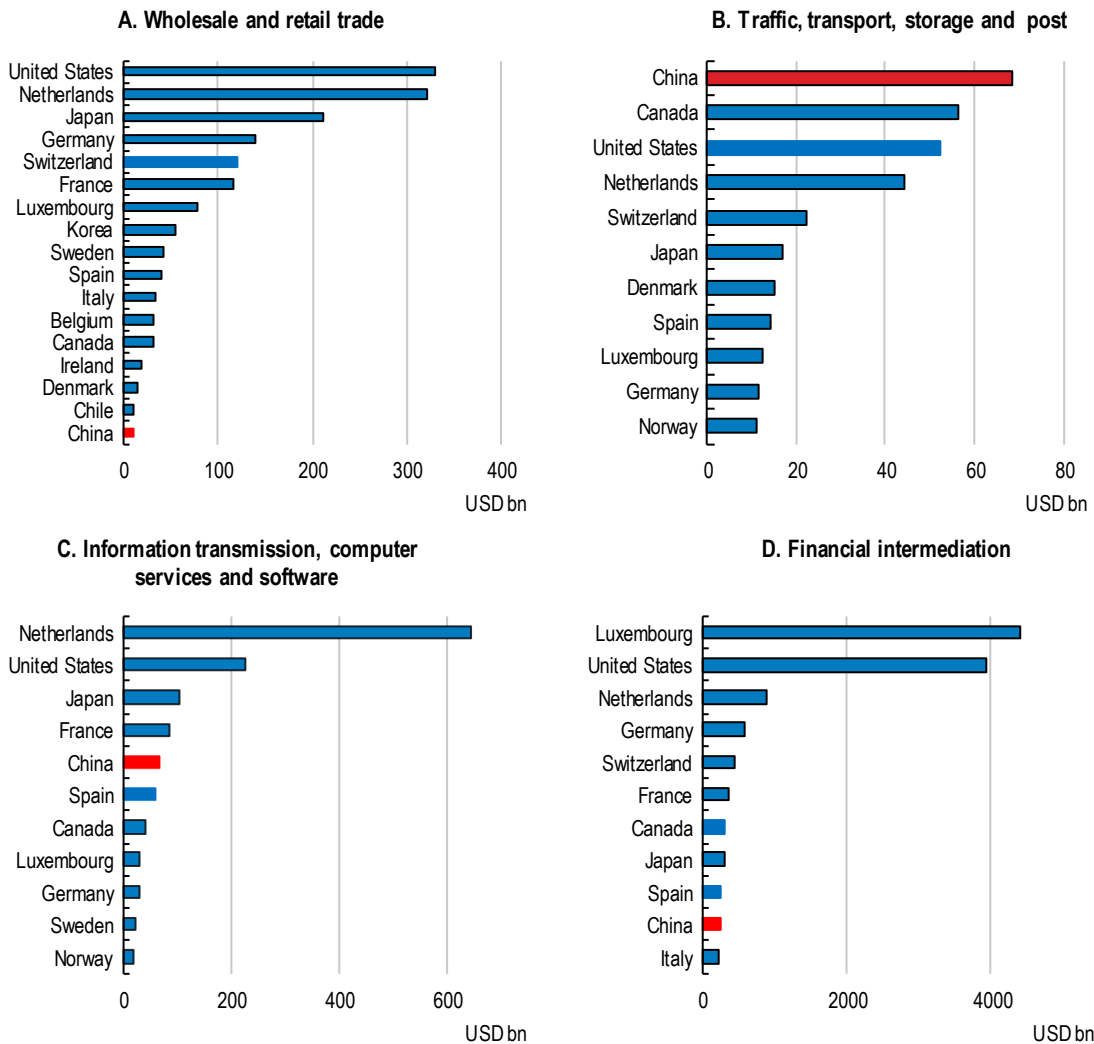 A. Wholesale and retail trade
United States
Netherlands
Japan
Germany
Switzerland
France
Luxembourg
Korea
Sweden
Spain
Italy
Belgium
Canada
Ireland
Denmark
Chile
China
0 100 200 300 400
USD bn
B. Traffic, transport, storage and post
China
Canada
United States
Netherlands
Switzerland
Japan
Denmark
Spain
Luxembourg
Germany
Norway
0 20 40 60 80
USD bn
C. Information transmission, computer
services and software
Netherlands
United States
Japan
France
China
Spain
Canada
Luxembourg
Germany
Sweden
Norway
0 200 400 600
USD bn
D. Financial intermediation
Luxembourg
United States
Netherlands
Germany
Switzerland
France
Canada
Japan
Spain
China
Italy
0 2000 4000
USD bn